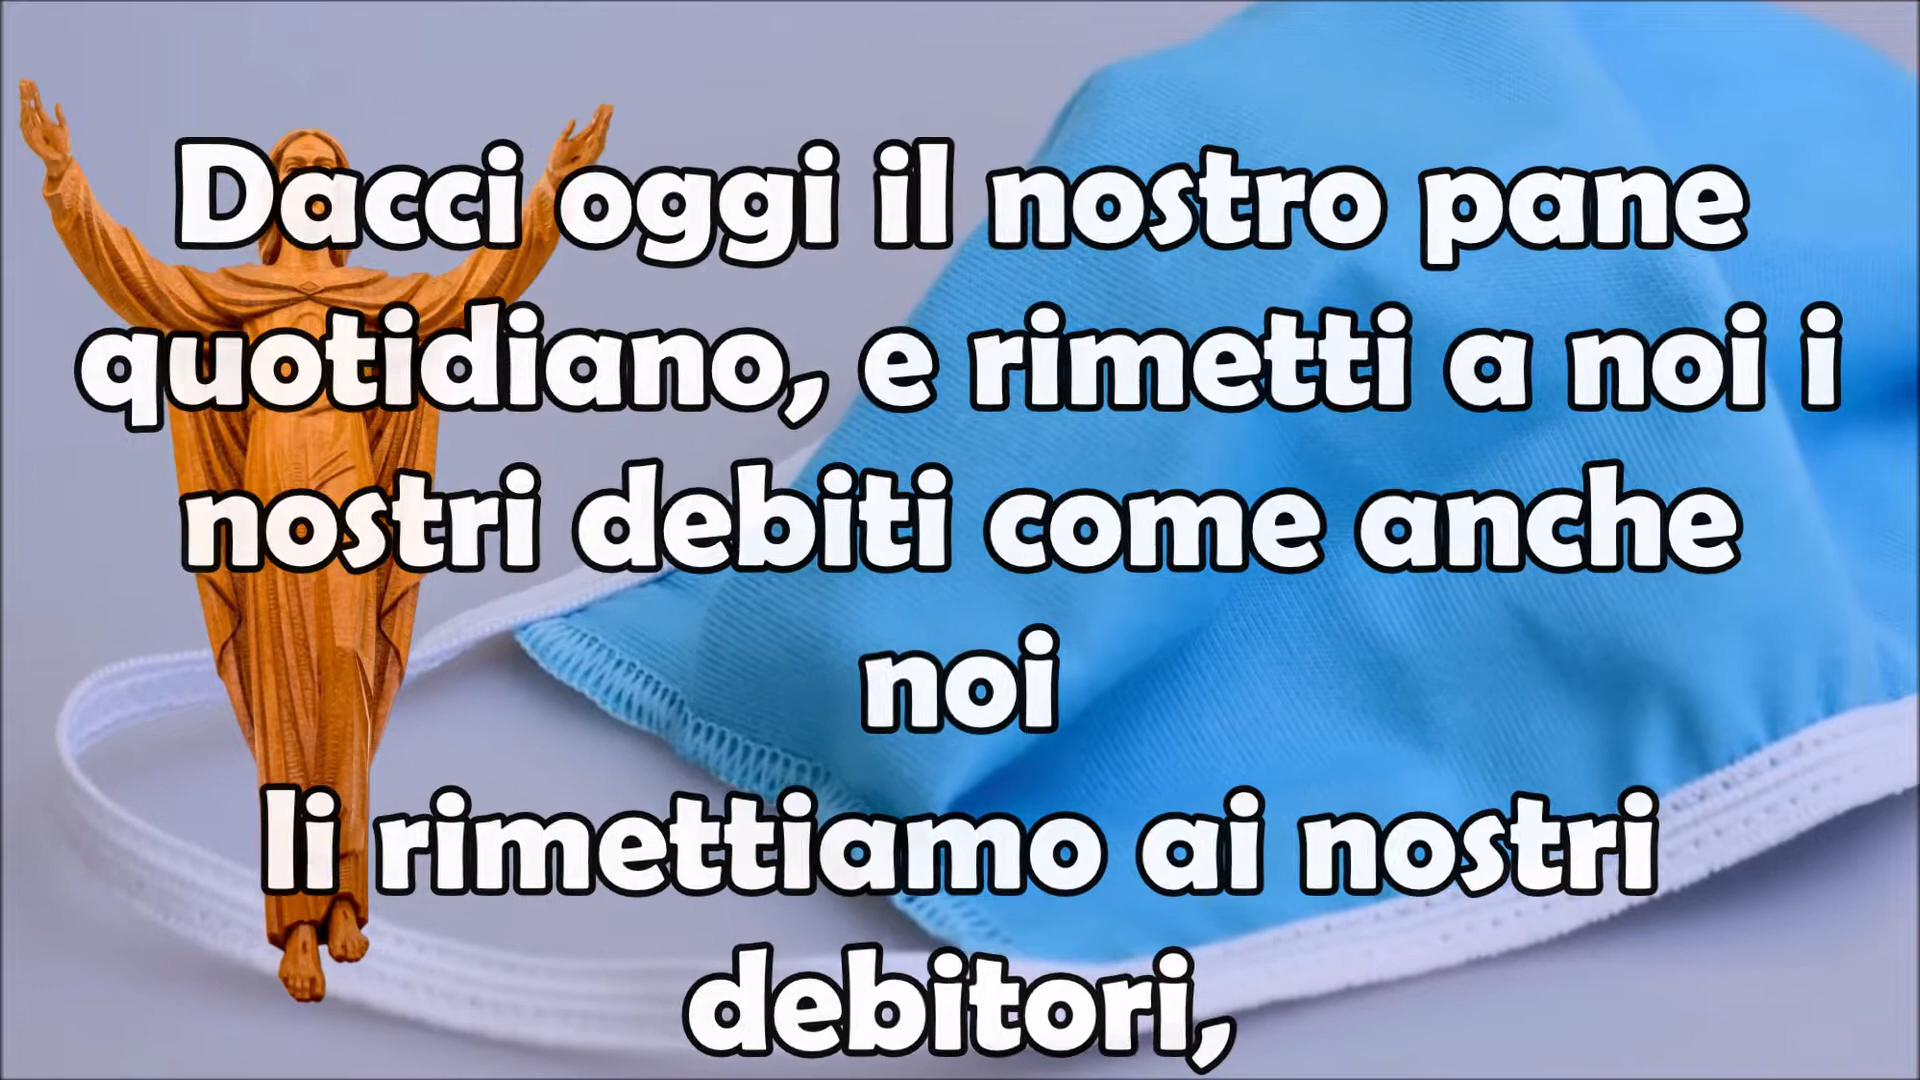 Dacci oggi il nostro pane
quotidiano, e rimetti a noi i
nostri debiti come anche
noi
li rimettiamo ai nostri
debitori,